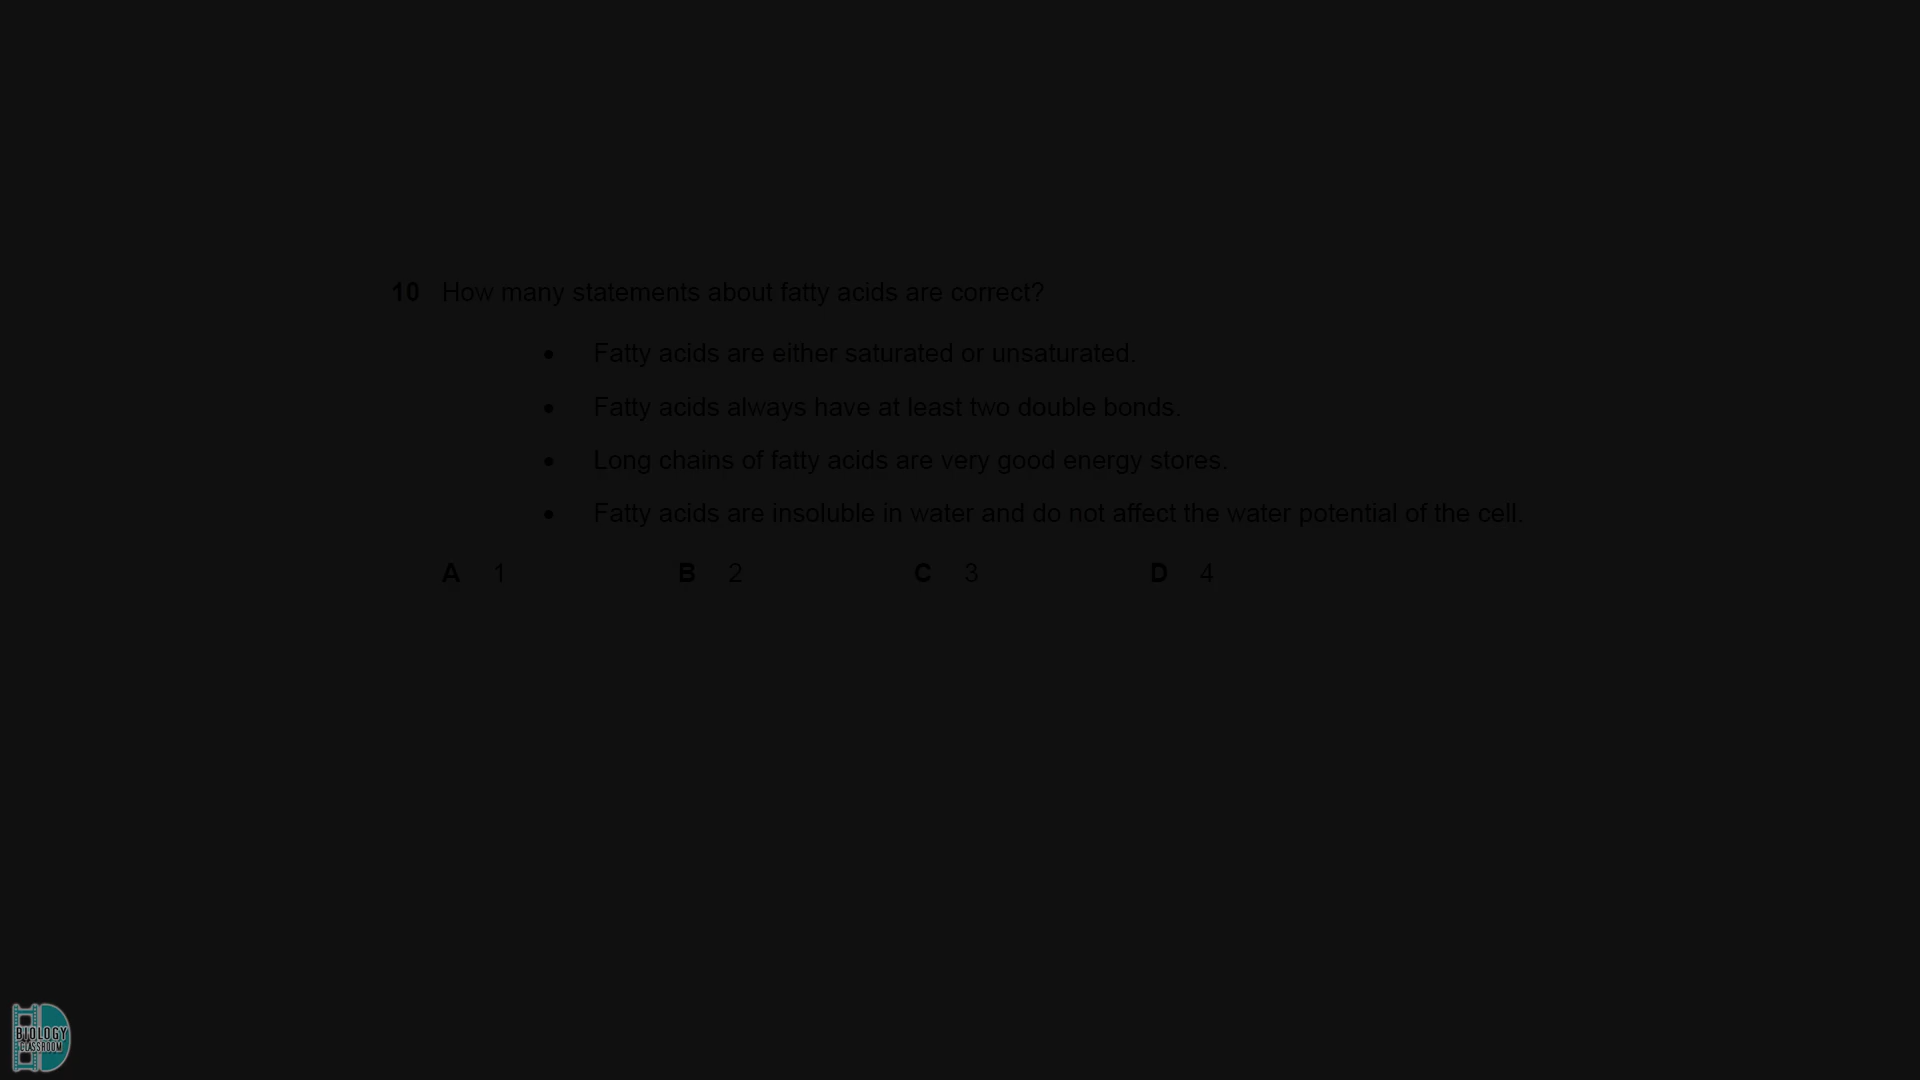 10 How many statements about fatty acids are correct?
• Fatty acids are either saturated or unsaturated.
• Fatty acids always have at least two double bonds.
• Long chains of fatty acids are very good energy stores.
• Fatty acids are insoluble in water and do not affect the water potential of the cell.
A 1 B 2 C 3 D 4
BIOLOGY
CLASSROOM